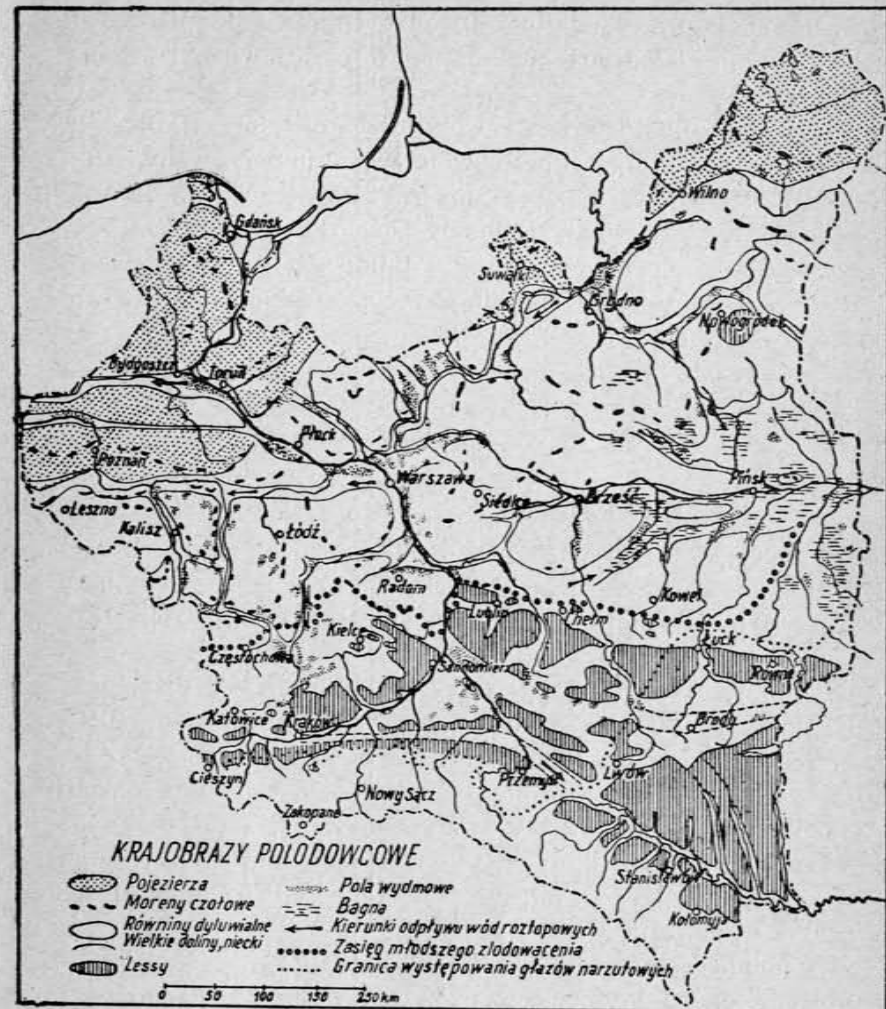 Wilno
Gdańsk
Suwałki
Grodno
Nowogródek
Bydgoszcz
Toruń
Płock
Poznań
Warszawa
Siedlce
Brześć
Pińsk
Leszno
Kalisz
Łódź
Radom
Lublin
Chełm
Kowel
Kielce
Łuck
Częstochowa
Sandomierz
Równe
Katowice
Kraków
Brody
Cieszyn
Przemyśl
Lwów
Nowy Sącz
Zakopane
Stanisławów
Kołomyja
KRAJOBRAZY POLODOWCOWE
Pojezierza
Moreny czołowe
Równiny dyluwialne
Wielkie doliny, niecki
Lessy
Pola wydmowe
Bagna
Kierunki odpływu wód roztopowych
Zasięg młodszego zlodowacenia
Granica występowania głazów narzutowych
0 50 100 150 250 km